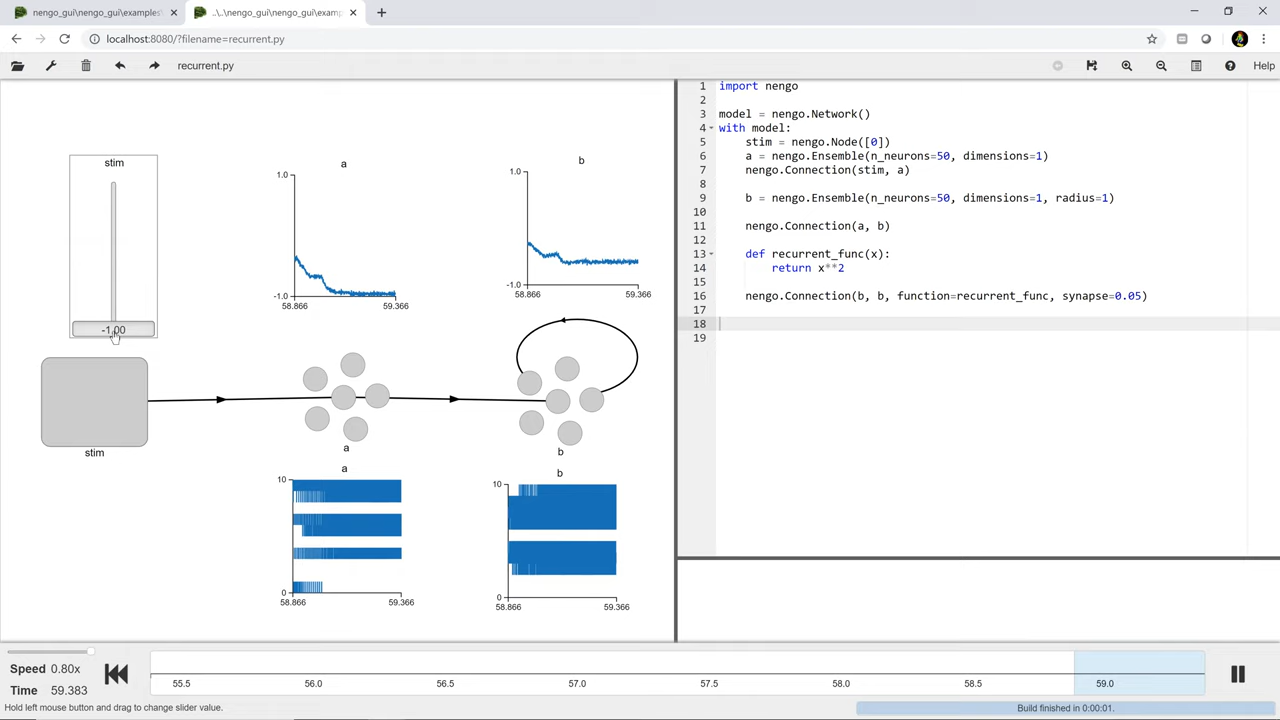 nengo_gui\nengo_gui\examples\
..\..\nengo_gui\nengo_gui\examp
localhost:8080/?filename=recurrent.py
recurrent.py
Help
stim
-1.00
a
1.0
-1.0
58.866
59.366
b
1.0
-1.0
58.866
59.366
stim
a
b
a
10
0
58.866
59.366
b
10
0
58.866
59.366
1 import nengo
2
3 model = nengo.Network()
4 with model:
5 stim = nengo.Node([0])
6 a = nengo.Ensemble(n_neurons=50, dimensions=1)
7 nengo.Connection(stim, a)
8
9 b = nengo.Ensemble(n_neurons=50, dimensions=1, radius=1)
10
11 nengo.Connection(a, b)
12
13 def recurrent_func(x):
14 return x**2
15
16 nengo.Connection(b, b, function=recurrent_func, synapse=0.05)
17
18
19
Speed 0.80x
Time 59.383
55.5 56.0 56.5 57.0 57.5 58.0 58.5 59.0
Hold left mouse button and drag to change slider value.
Build finished in 0:00:01.